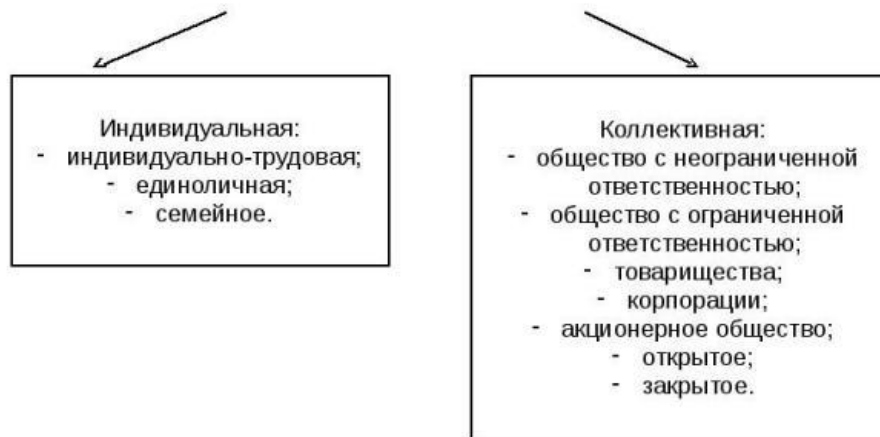 Индивидуальная:
- индивидуально-трудовая;
- единоличная;
- семейное.
Коллективная:
- общество с неограниченной
ответственностью;
- общество с ограниченной
ответственностью;
- товарищества;
- корпорации;
- акционерное общество;
- открытое;
- закрытое.